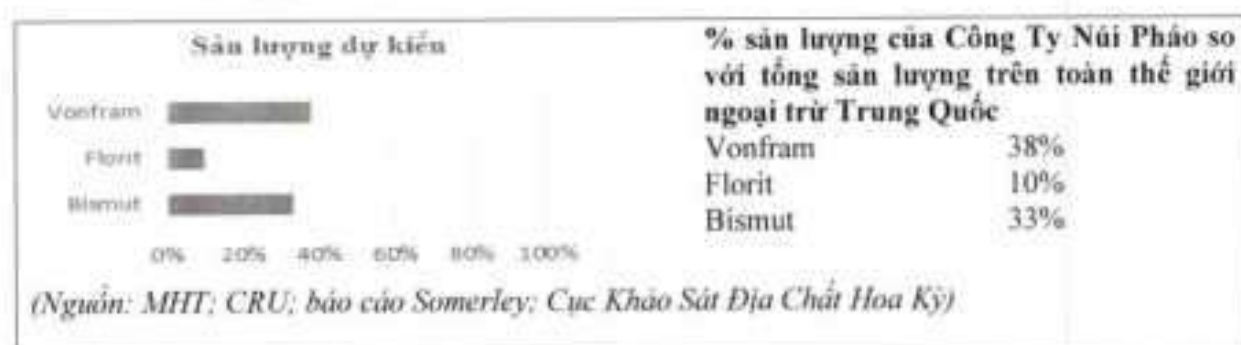 Sản lượng dự kiến
Vonfram
Florit
Bismut
0% 20% 40% 60% 80% 100%
% sản lượng của Công Ty Núi Pháo so
với tổng sản lượng trên toàn thế giới
ngoại trừ Trung Quốc
Vonfram 38%
Florit 10%
Bismut 33%
(Nguồn: MHT; CRU; báo cáo Somerley; Cục Khảo Sát Địa Chất Hoa Kỳ)